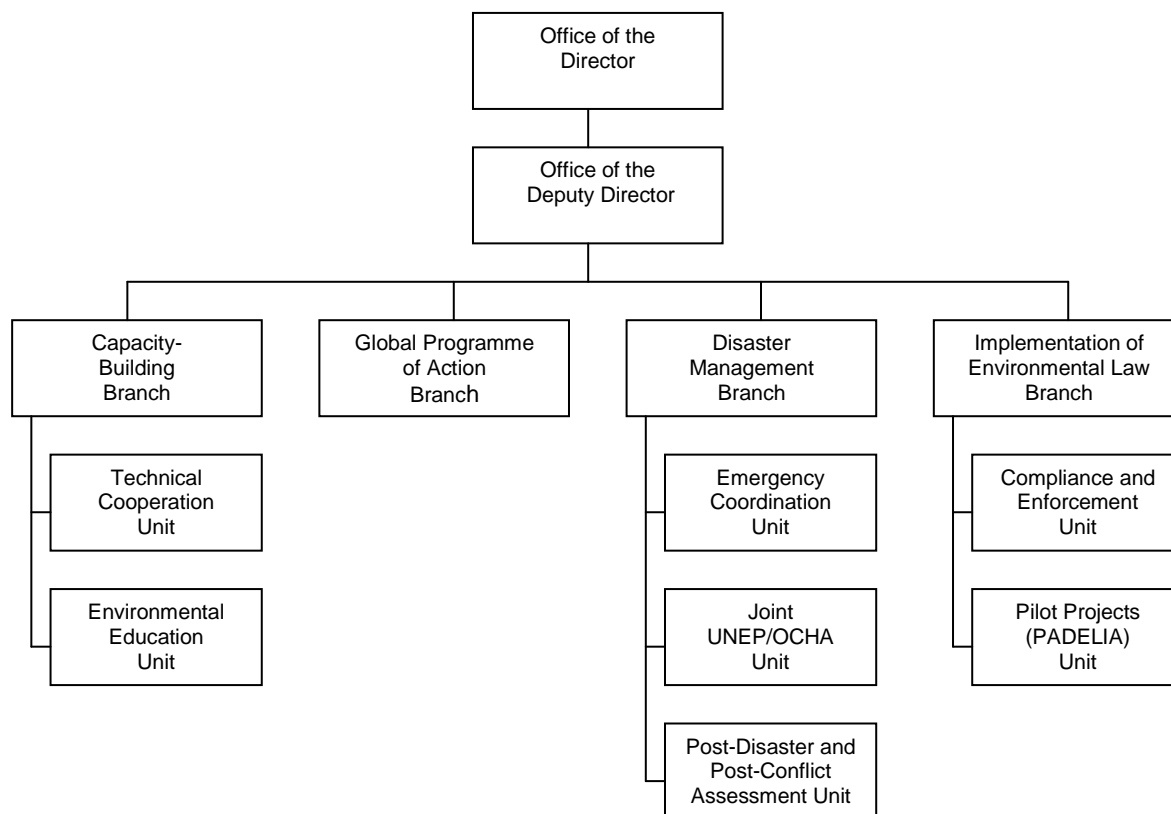 Office of the
Director
Office of the
Deputy Director
Capacity-
Building
Branch
Global Programme
of Action
Branch
Disaster
Management
Branch
Implementation of
Environmental Law
Branch
Technical
Cooperation
Unit
Emergency
Coordination
Unit
Compliance and
Enforcement
Unit
Environmental
Education
Unit
Joint
UNEP/OCHA
Unit
Pilot Projects
(PADELIA)
Unit
Post-Disaster and
Post-Conflict
Assessment Unit